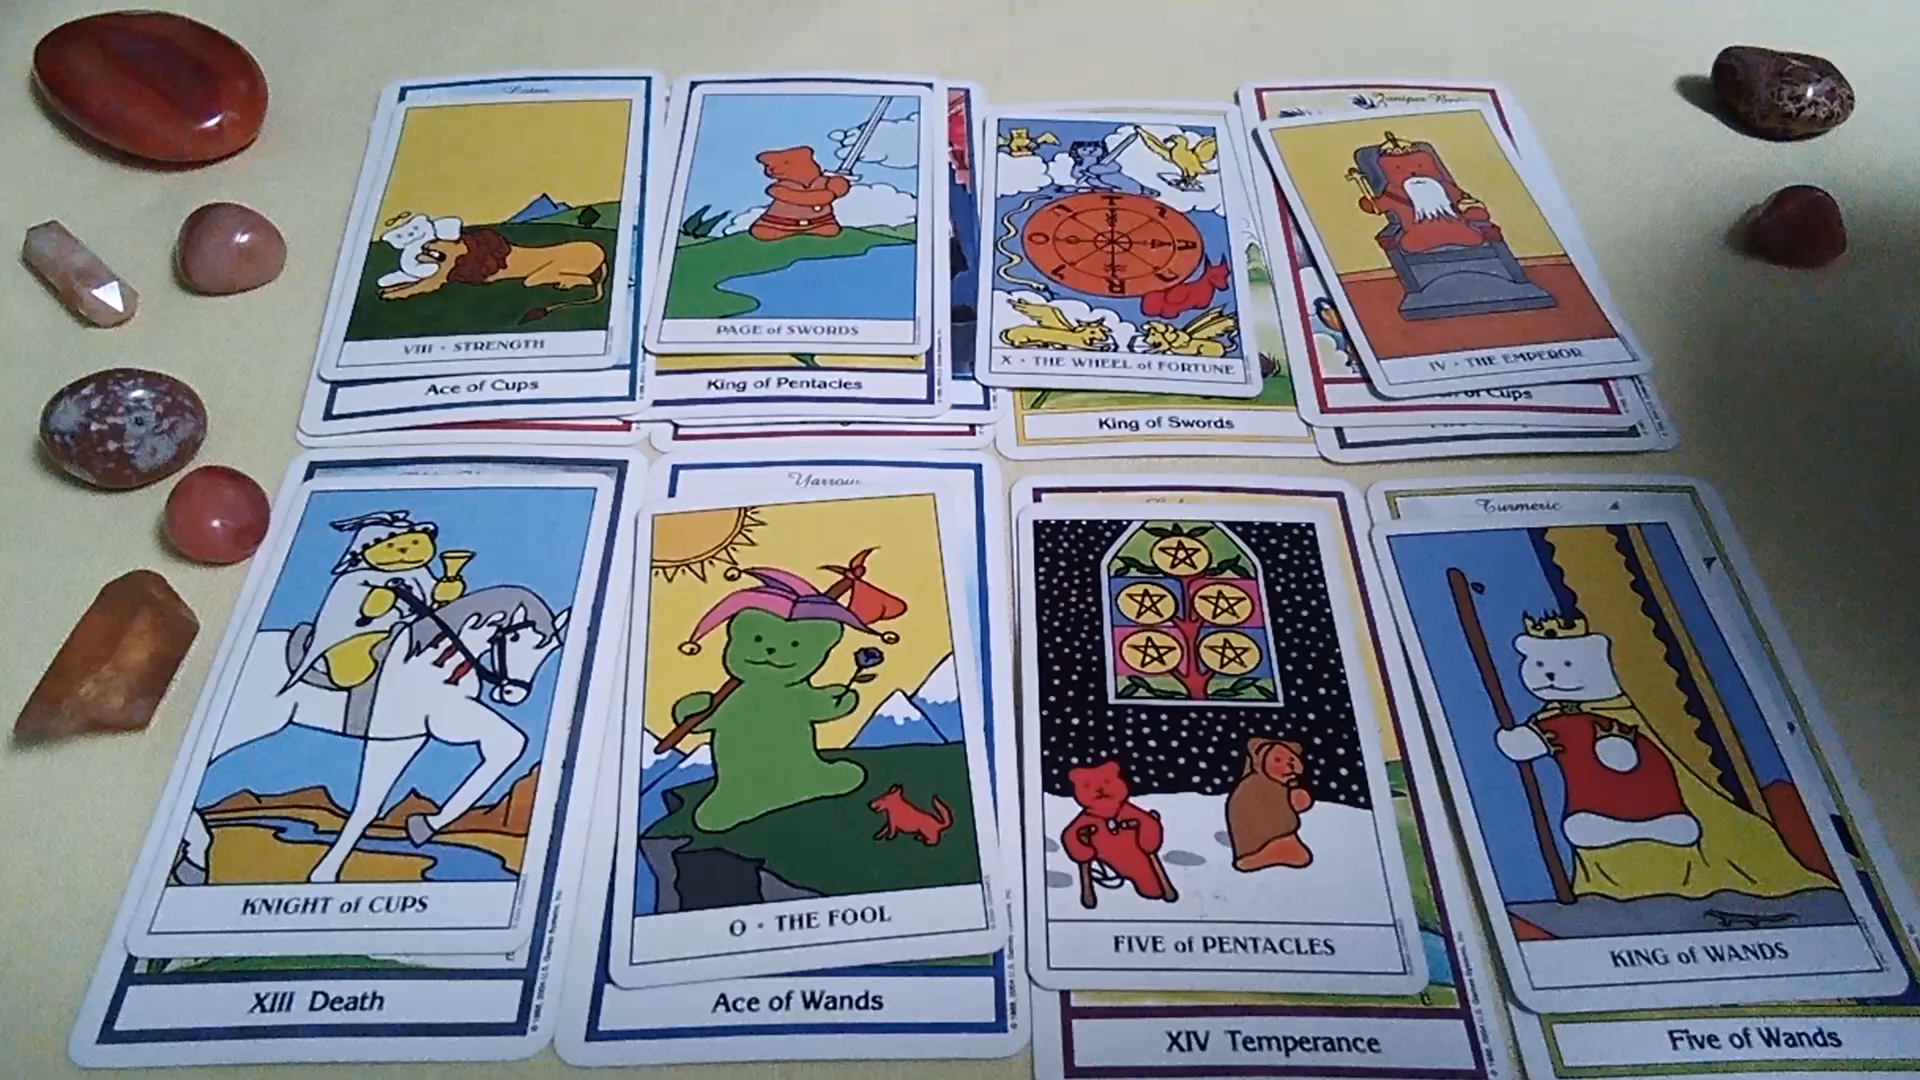 VIII · STRENGTH
Ace of Cups
PAGE of SWORDS
King of Pentacles
X · THE WHEEL of FORTUNE
King of Swords
IV · THE EMPEROR
of Cups
KNIGHT of CUPS
XIII Death
Yarrow
O · THE FOOL
Ace of Wands
FIVE of PENTACLES
XIV Temperance
Turmeric
KING of WANDS
Five of Wands